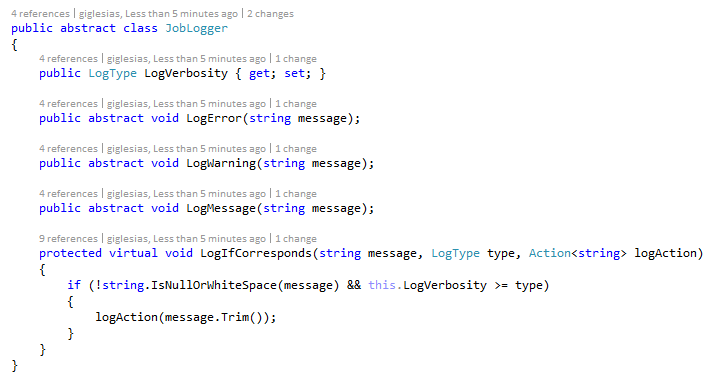 4 references | giglesias, Less than 5 minutes ago | 2 changes
public abstract class JobLogger
{
4 references | giglesias, Less than 5 minutes ago | 1 change
public LogType LogVerbosity { get; set; }
4 references | giglesias, Less than 5 minutes ago | 1 change
public abstract void LogError(string message);
4 references | giglesias, Less than 5 minutes ago | 1 change
public abstract void LogWarning(string message);
4 references | giglesias, Less than 5 minutes ago | 1 change
public abstract void LogMessage(string message);
9 references | giglesias, Less than 5 minutes ago | 1 change
protected virtual void LogIfCorresponds(string message, LogType type, Action<string> logAction)
{
if (!string.IsNullOrWhiteSpace(message) && this.LogVerbosity >= type)
{
logAction(message.Trim());
}
}
}